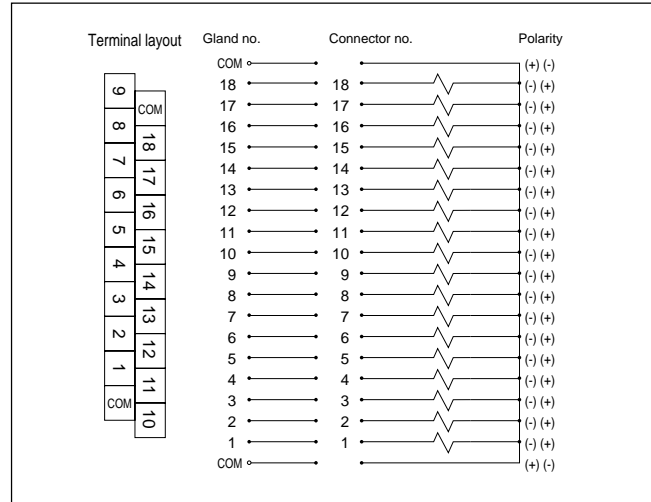 Terminal layout Gland no. Connector no. Polarity
COM (+) (-)
18 18 (-) (+)
17 17 (-) (+)
16 16 (-) (+)
15 15 (-) (+)
14 14 (-) (+)
13 13 (-) (+)
12 12 (-) (+)
11 11 (-) (+)
10 10 (-) (+)
9 9 (-) (+)
8 8 (-) (+)
7 7 (-) (+)
6 6 (-) (+)
5 5 (-) (+)
4 4 (-) (+)
3 3 (-) (+)
2 2 (-) (+)
1 1 (-) (+)
COM (+) (-)
9
8
7
6
5
4
3
2
1
COM
COM
18
17
16
15
14
13
12
11
10